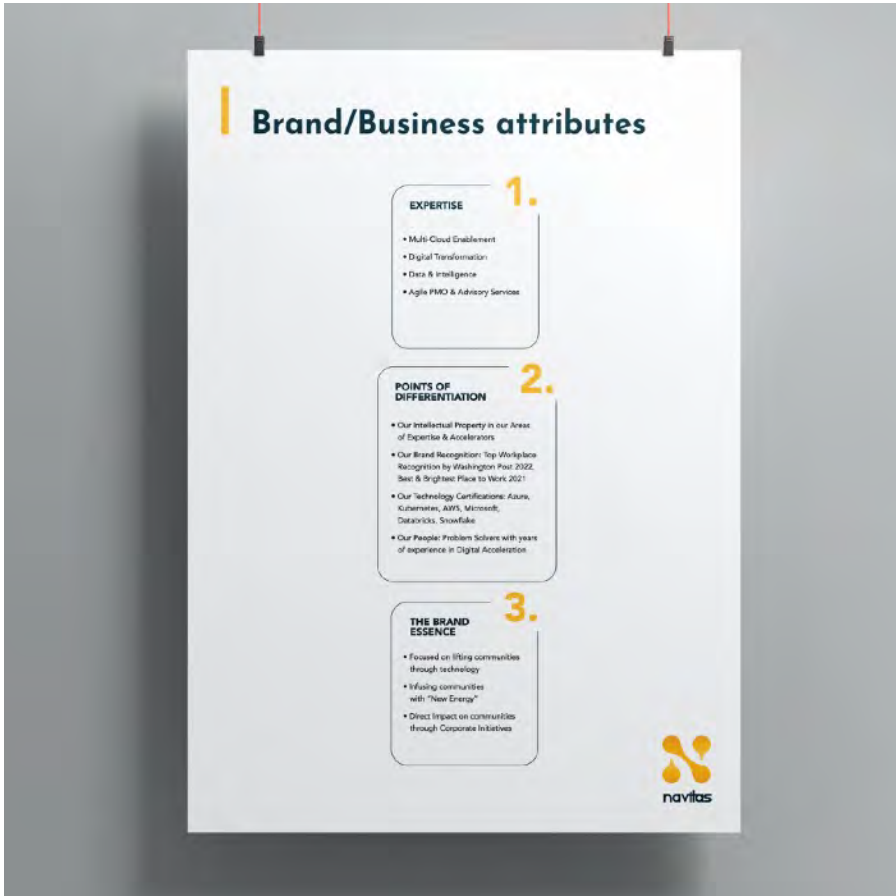 Brand/Business attributes
1.
EXPERTISE
• Multi-Cloud Enablement
• Digital Transformation
• Data & Intelligence
• Agile PMO & Advisory Services
2.
POINTS OF
DIFFERENTIATION
• Our Intellectual Property in our Areas
of Expertise & Accelerators
• Our Brand Recognition: Top Workplace
Recognition by Washington Post 2022,
Best & Brightest Place to Work 2021
• Our Technology Certifications: Azure,
Kubernetes, AWS, Microsoft,
Databricks, Snowflake
• Our People: Problem Solvers with years
of experience in Digital Acceleration
3.
THE BRAND
ESSENCE
• Focused on lifting communities
through technology
• Infusing communities
with "New Energy"
• Direct Impact on communities
through Corporate Initiatives
navitas